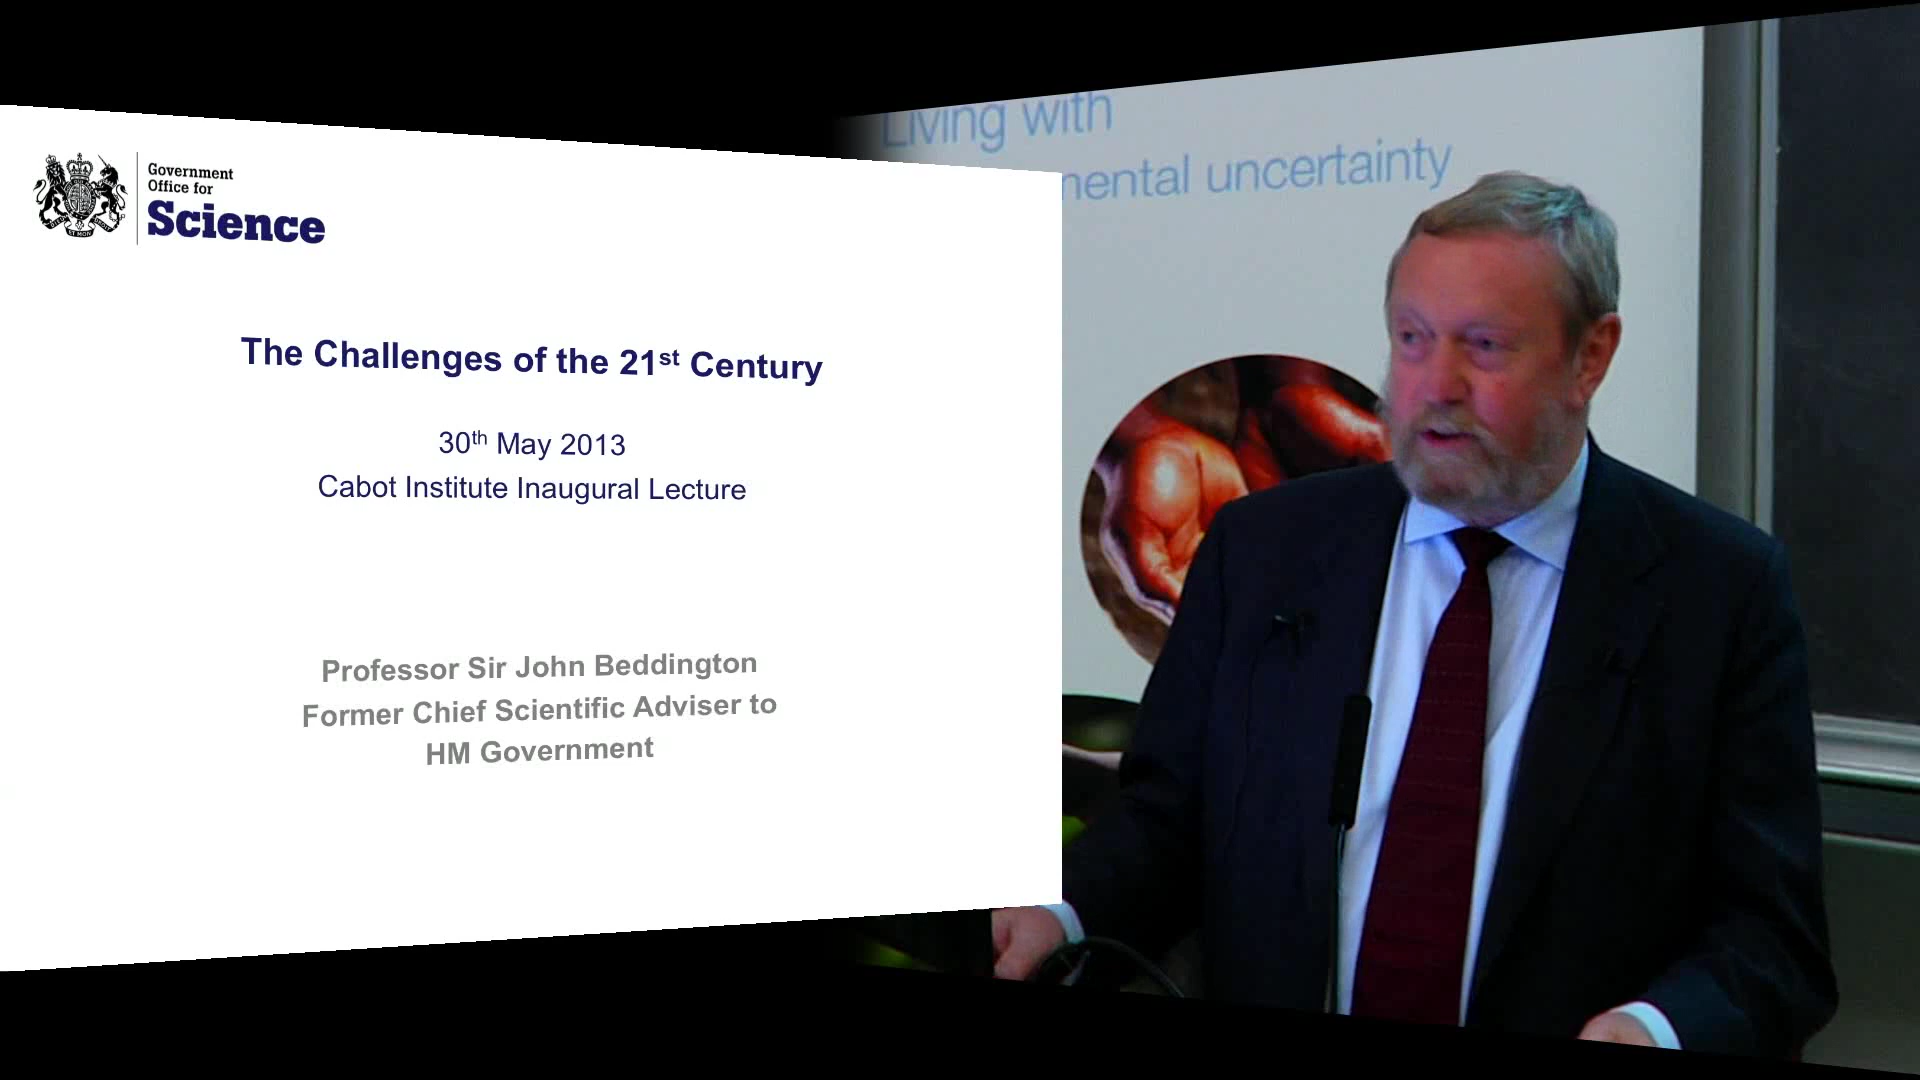 Government
Office for
Science
The Challenges of the 21st Century
30th May 2013
Cabot Institute Inaugural Lecture
Professor Sir John Beddington
Former Chief Scientific Adviser to
HM Government
Living with
mental uncertainty